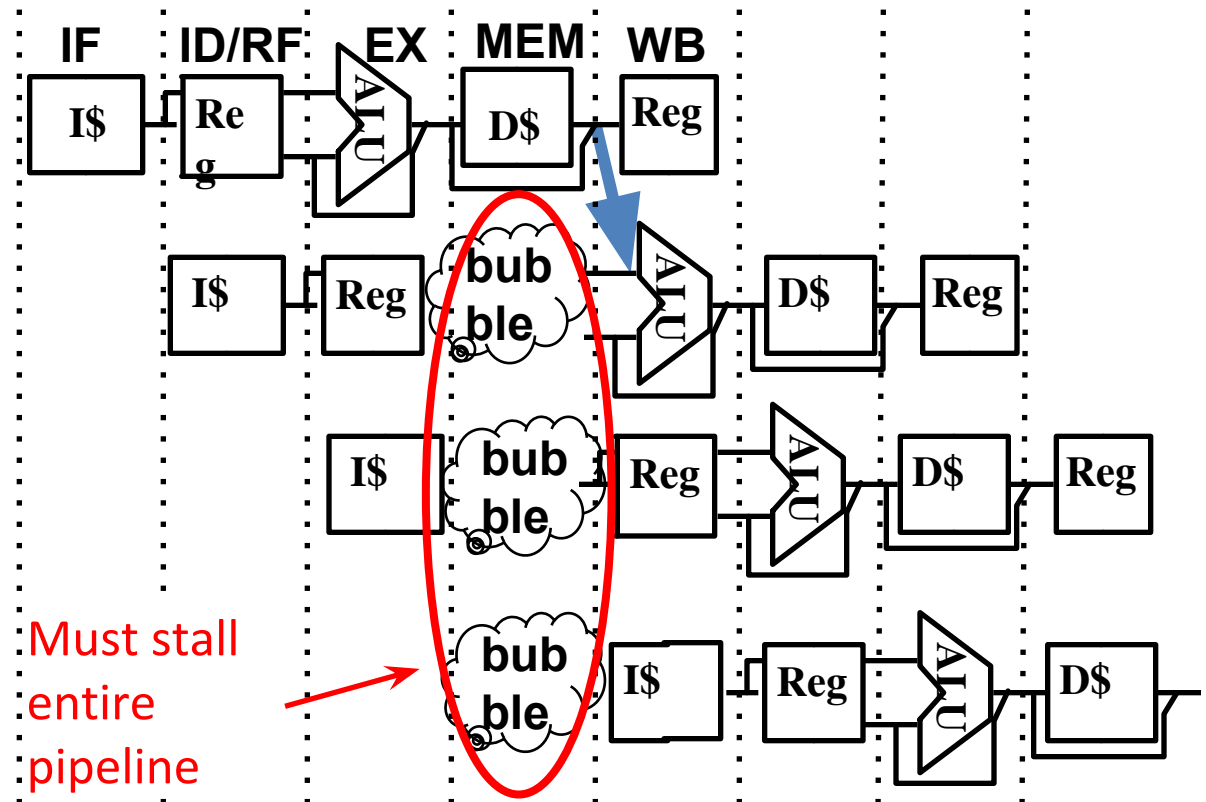 IF ID/RF EX MEM WB
I$ Re
g ALU D$ Reg
I$ Reg bub
ble ALU D$ Reg
I$ bub
ble Reg ALU D$ Reg
Must stall
entire
pipeline
bub
ble I$ Reg ALU D$